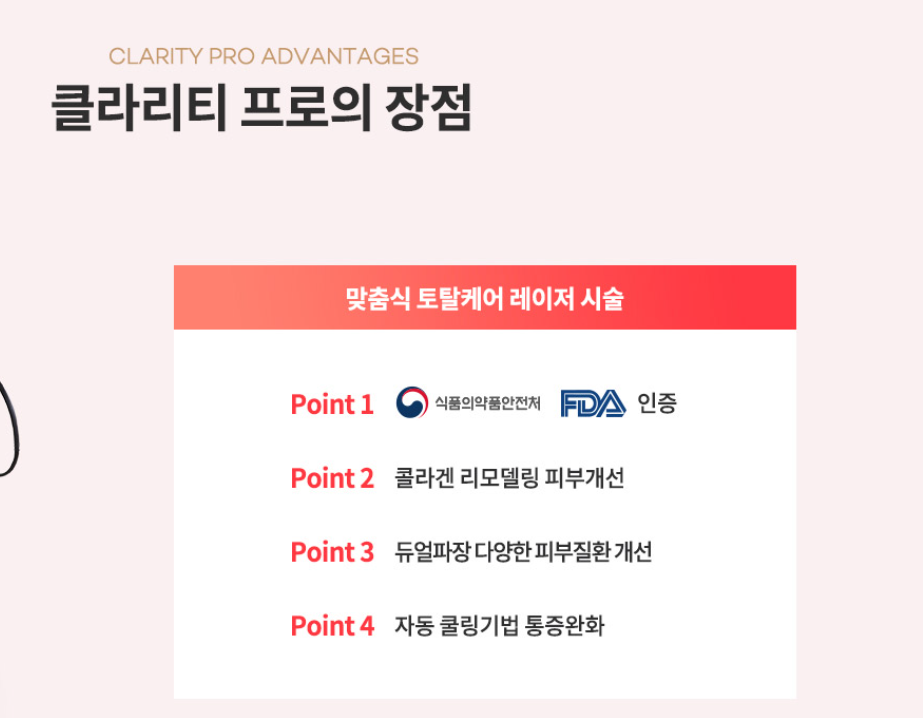 CLARITY PRO ADVANTAGES
클라리티 프로의 장점
맞춤식 토탈케어 레이저 시술
Point 1 식품의약품안전처 FDA 인증
Point 2 콜라겐 리모델링 피부개선
Point 3 듀얼파장 다양한 피부질환 개선
Point 4 자동 쿨링기법 통증완화